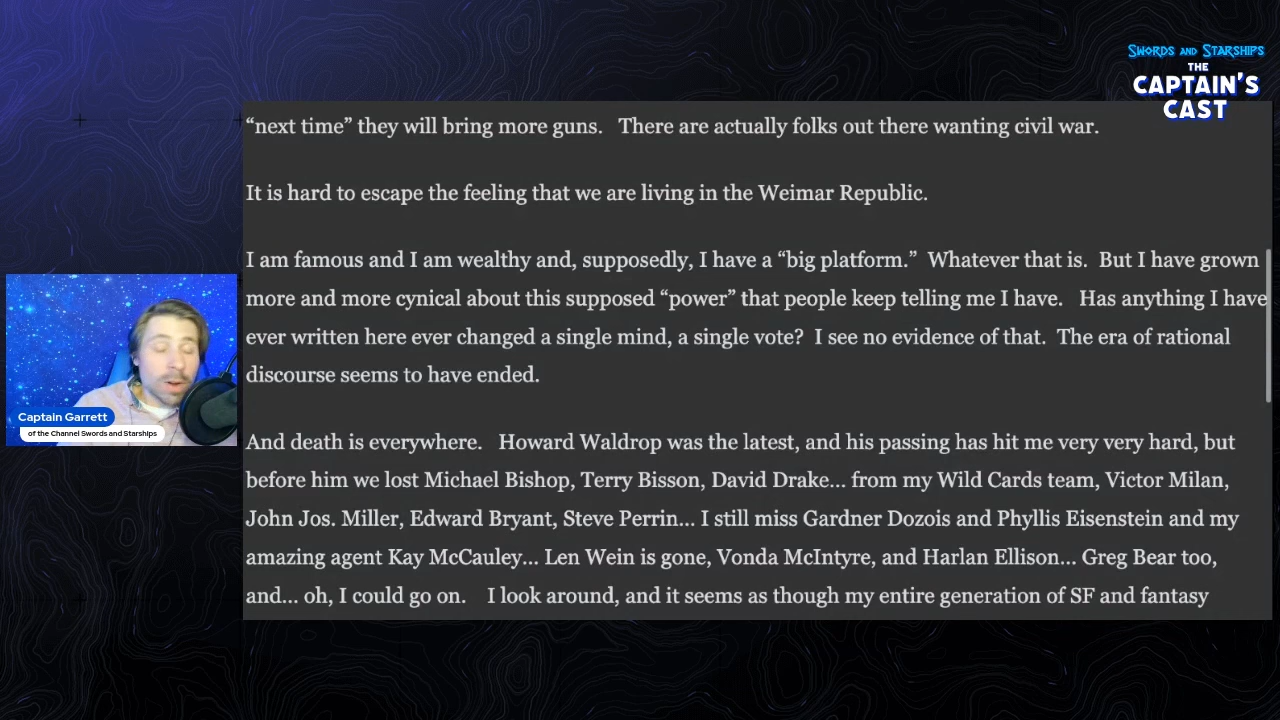 SWORDS AND STARSHIPS
THE
CAPTAIN'S
CAST
“next time” they will bring more guns. There are actually folks out there wanting civil war.
It is hard to escape the feeling that we are living in the Weimar Republic.
I am famous and I am wealthy and, supposedly, I have a “big platform.” Whatever that is. But I have grown
more and more cynical about this supposed “power” that people keep telling me I have. Has anything I have
ever written here ever changed a single mind, a single vote? I see no evidence of that. The era of rational
discourse seems to have ended.
And death is everywhere. Howard Waldrop was the latest, and his passing has hit me very very hard, but
before him we lost Michael Bishop, Terry Bisson, David Drake... from my Wild Cards team, Victor Milan,
John Jos. Miller, Edward Bryant, Steve Perrin... I still miss Gardner Dozois and Phyllis Eisenstein and my
amazing agent Kay McCauley... Len Wein is gone, Vonda McIntyre, and Harlan Ellison... Greg Bear too,
and... oh, I could go on. I look around, and it seems as though my entire generation of SF and fantasy
Captain Garrett
of the Channel Swords and Starships